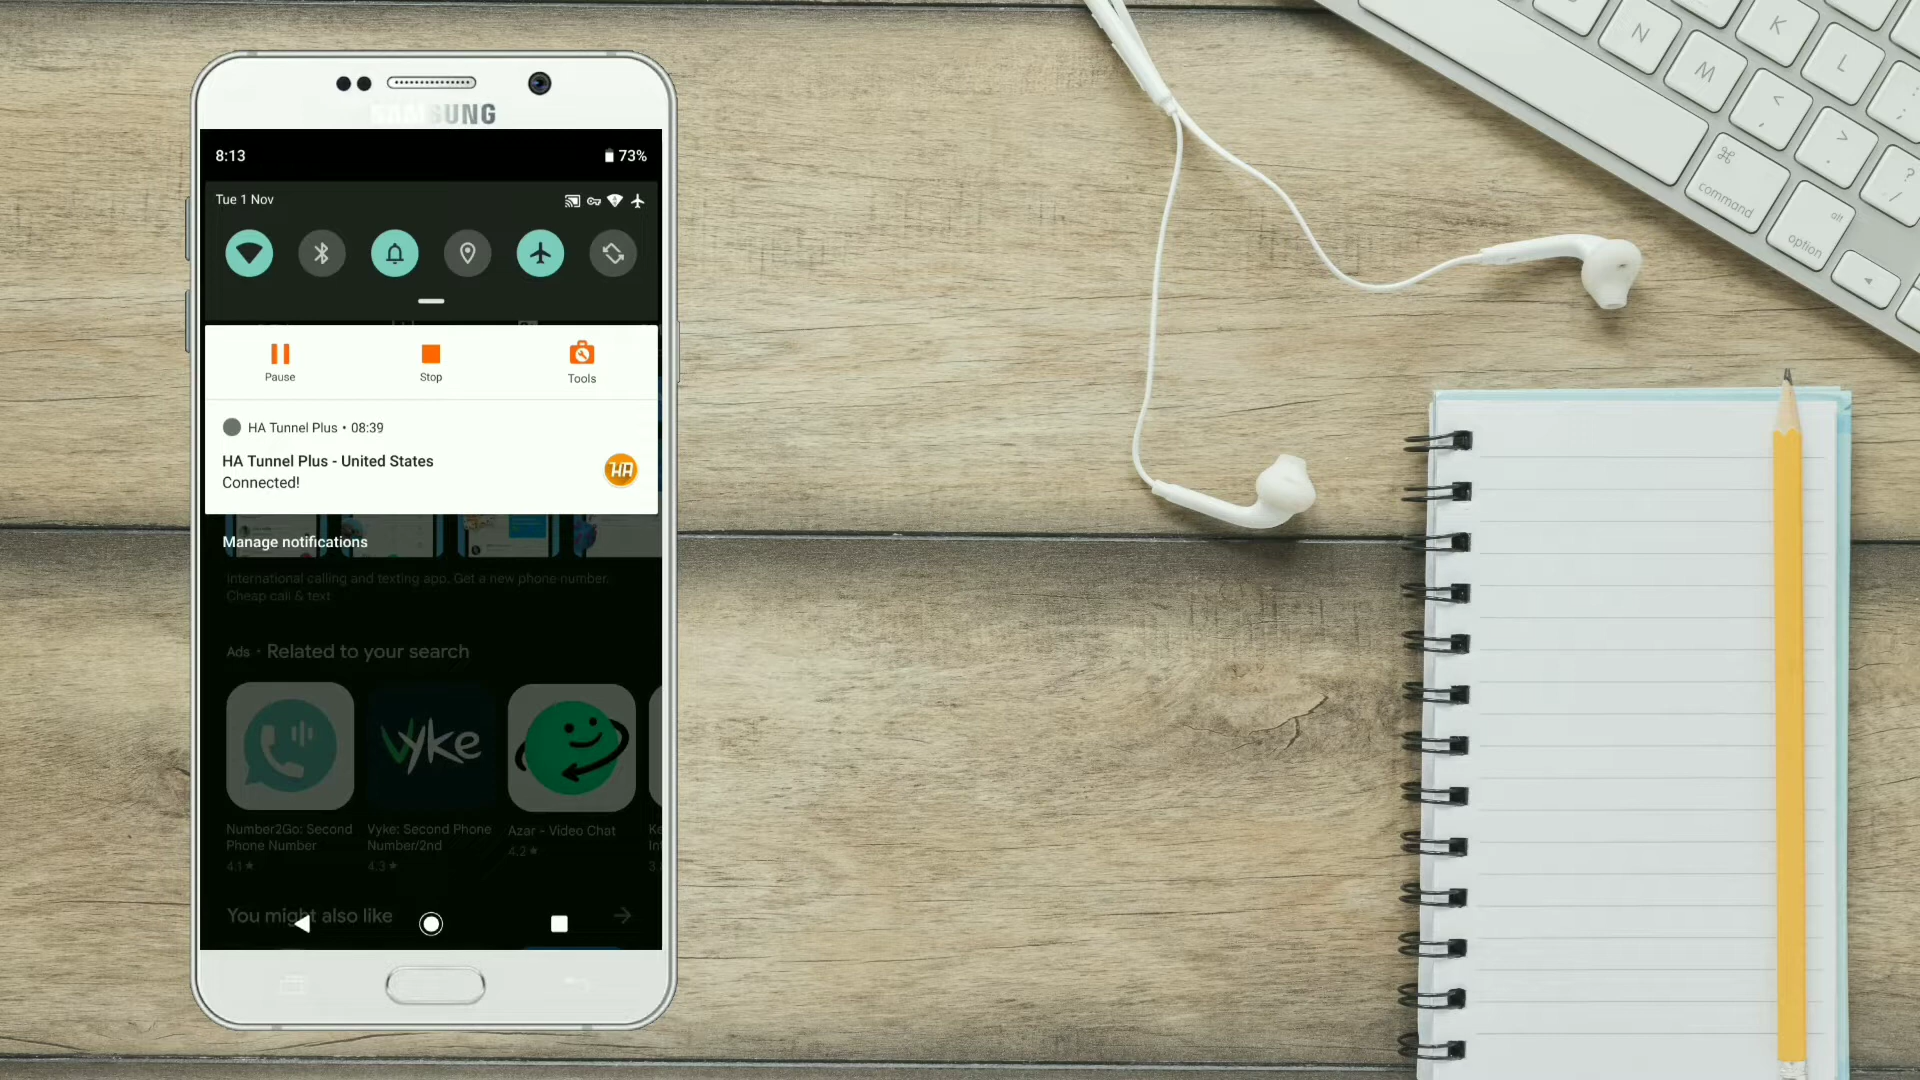 SAMSUNG
8:13
73%
Tue 1 Nov
Pause
Stop
Tools
HA Tunnel Plus • 08:39
HA Tunnel Plus - United States
Connected!
HA
Manage notifications
International calling and texting app. Get a new phone number.
Cheap call & text
Ads • Related to your search
vyke
Number2Go: Second
Phone Number
4.1★
Vyke: Second Phone
Number/2nd
4.3★
Azar - Video Chat
4.2★
You might also like
N
M
K
L
<
>
.
?
/
⌘
command
alt
option